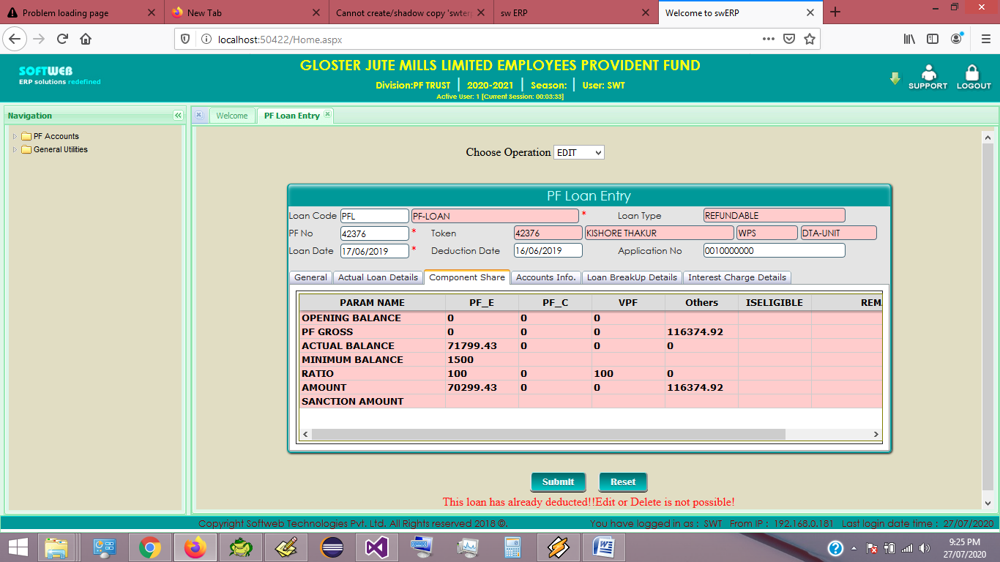 Problem loading page
New Tab
Cannot create/shadow copy 'swter
sw ERP
Welcome to swERP
localhost:50422/Home.aspx
SOFTWEB
ERP solutions redefined
GLOSTER JUTE MILLS LIMITED EMPLOYEES PROVIDENT FUND
Division:PF TRUST 2020-2021 Season: User: SWT
Active User: 1 [Current Session: 00:03:33]
SUPPORT LOGOUT
Navigation
Welcome
PF Loan Entry
PF Accounts
General Utilities
Choose Operation EDIT
PF Loan Entry
Loan Code PFL PF-LOAN * Loan Type REFUNDABLE
PF No 42376 * Token 42376 KISHORE THAKUR WPS DTA-UNIT
Loan Date 17/06/2019 * Deduction Date 16/06/2019 Application No 0010000000
General Actual Loan Details Component Share Accounts Info. Loan BreakUp Details Interest Charge Details
PARAM NAME PF_E PF_C VPF Others ISELIGIBLE REM
OPENING BALANCE 0 0 0
PF GROSS 0 0 0 116374.92
ACTUAL BALANCE 71799.43 0 0 0
MINIMUM BALANCE 1500
RATIO 100 0 100 0
AMOUNT 70299.43 0 0 116374.92
SANCTION AMOUNT
Submit Reset
This loan has already deducted!!Edit or Delete is not possible!
Copyright Softweb Technologies Pvt. Ltd. All Rights reserved 2018 ©. You have logged in as : SWT From IP : 192.168.0.181 Last login date time : 27/07/2020
9:25 PM
27/07/2020